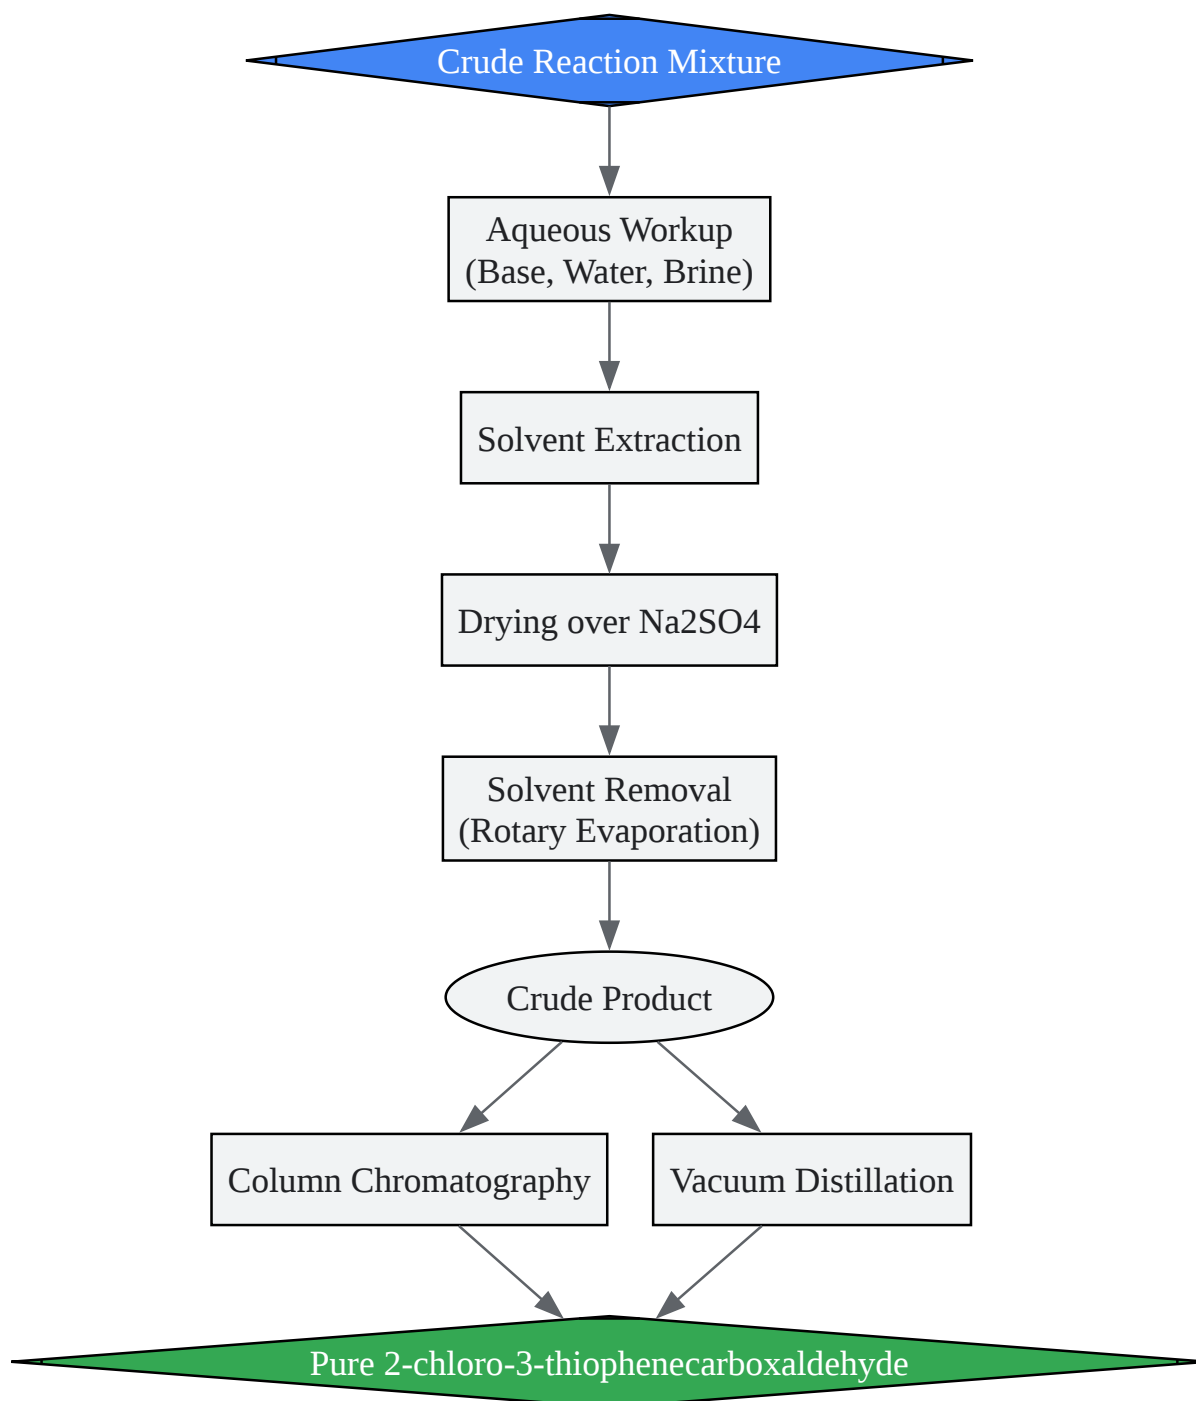 Crude Reaction Mixture
Aqueous Workup
(Base, Water, Brine)
Solvent Extraction
Drying over Na2SO4
Solvent Removal
(Rotary Evaporation)
Crude Product
Column Chromatography
Vacuum Distillation
Pure 2-chloro-3-thiophenecarboxaldehyde